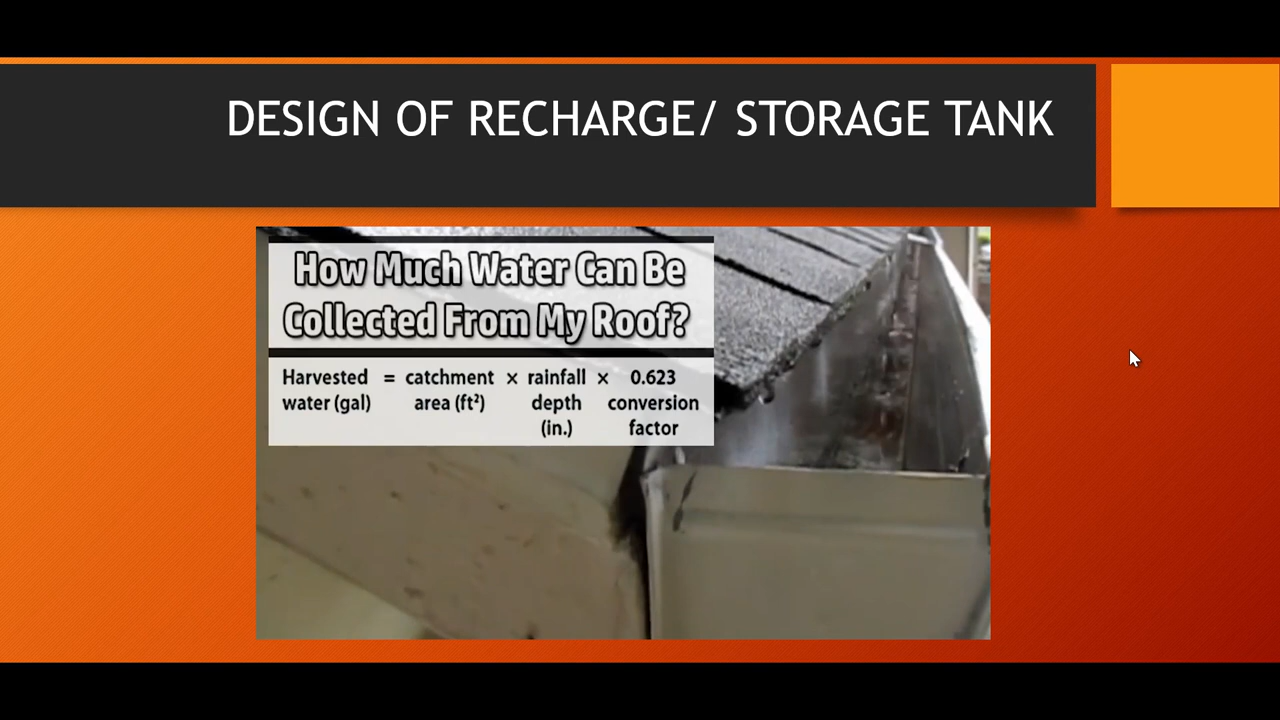 DESIGN OF RECHARGE/ STORAGE TANK
How Much Water Can Be
Collected From My Roof?
Harvested = catchment × rainfall × 0.623
water (gal) area (ft²) depth conversion
(in.) factor